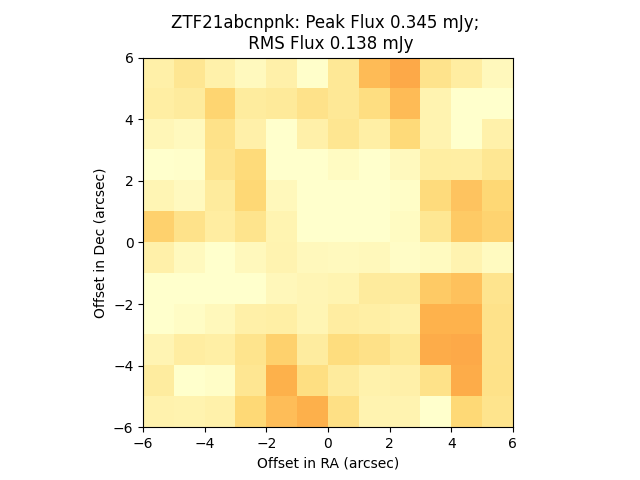 ZTF21abcnpnk: Peak Flux 0.345 mJy;
RMS Flux 0.138 mJy
6
4
2
0
−2
−4
−6
Offset in Dec (arcsec)
−6 −4 −2 0 2 4 6
Offset in RA (arcsec)